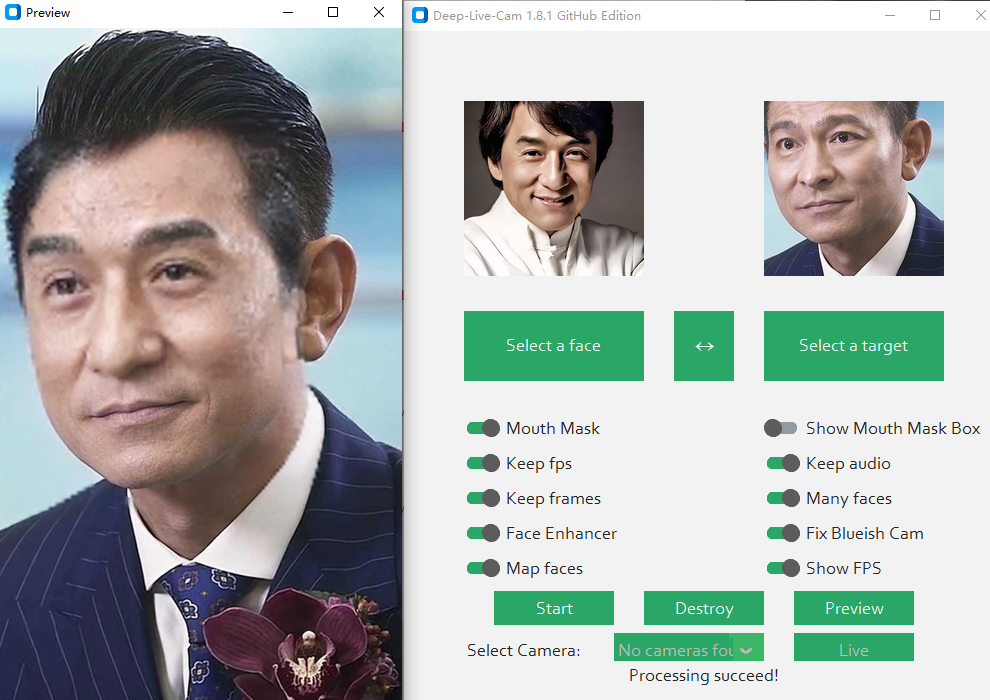 Preview
Deep-Live-Cam 1.8.1 GitHub Edition
Select a face
↔
Select a target
Mouth Mask
Show Mouth Mask Box
Keep fps
Keep audio
Keep frames
Many faces
Face Enhancer
Fix Blueish Cam
Map faces
Show FPS
Start
Destroy
Preview
Select Camera:
No cameras fou
Live
Processing succeed!